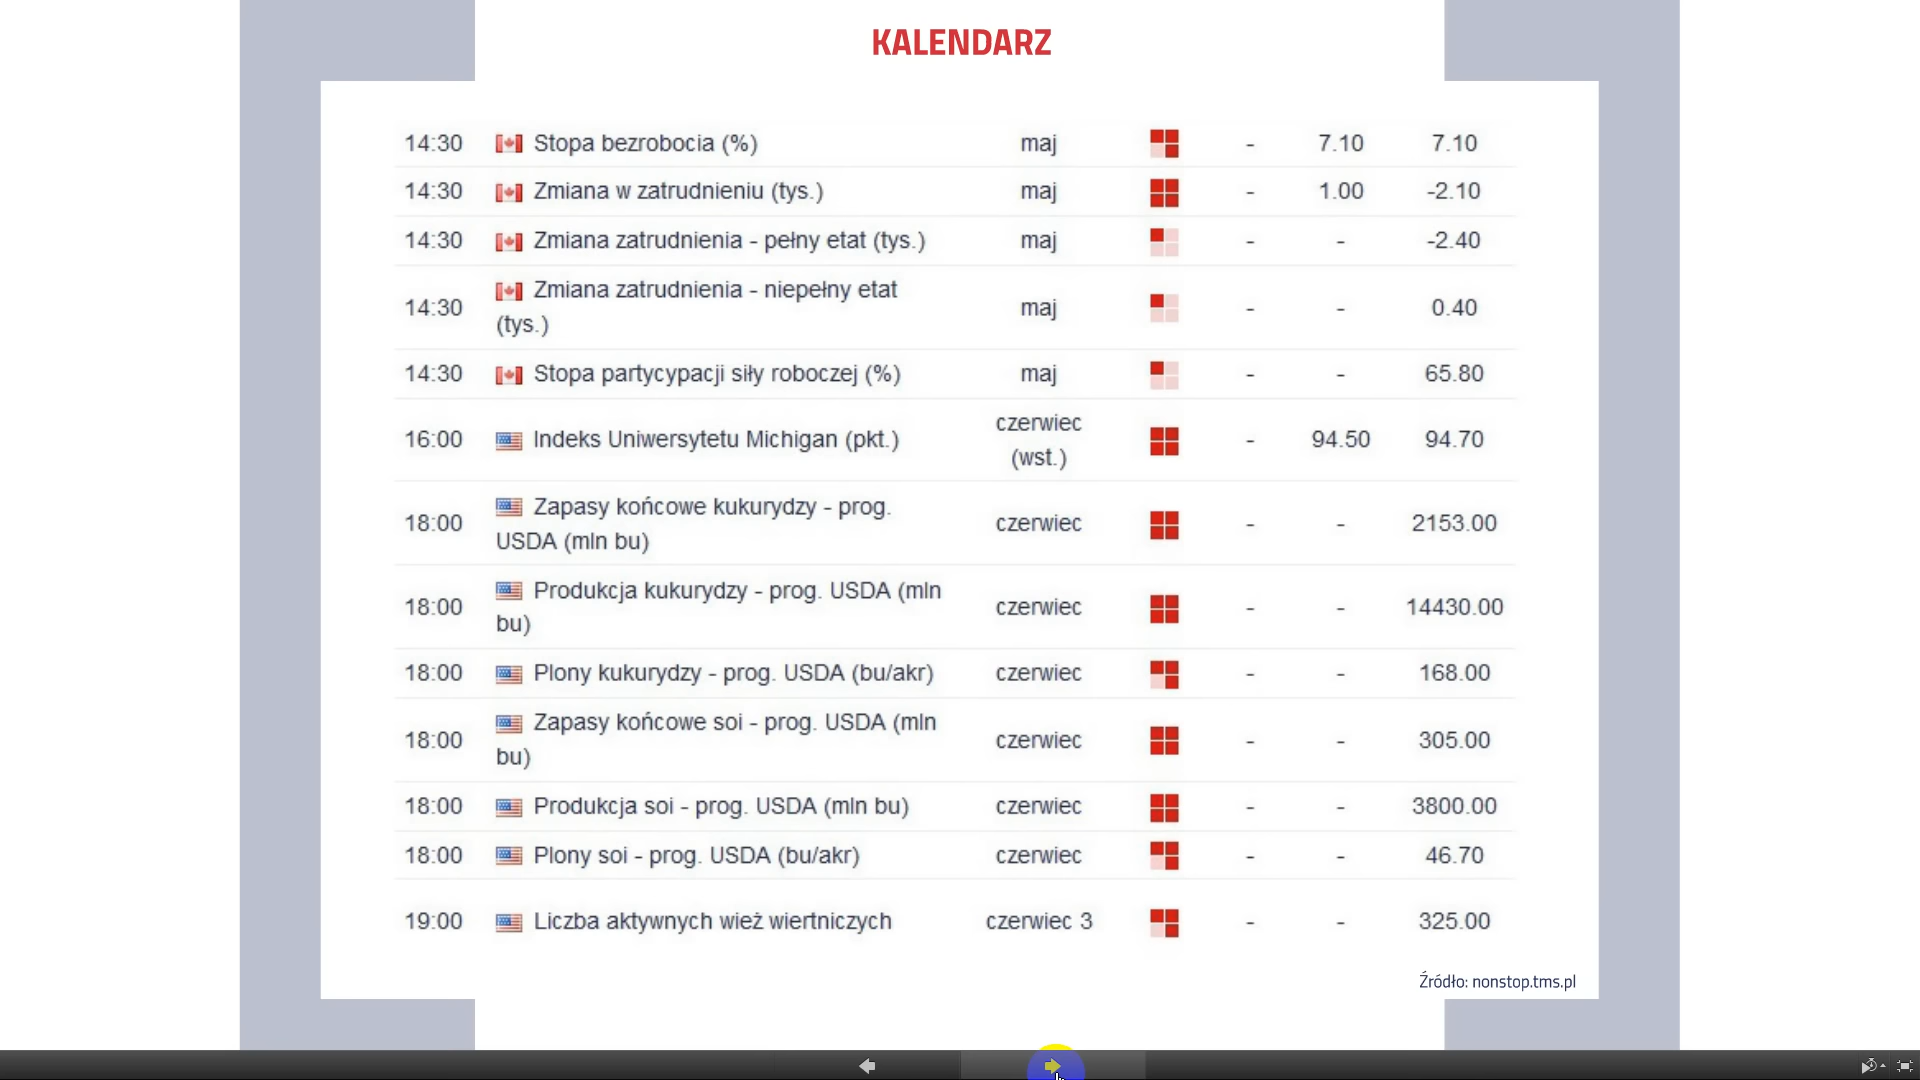 KALENDARZ
14:30 Stopa bezrobocia (%) maj - 7.10 7.10
14:30 Zmiana w zatrudnieniu (tys.) maj - 1.00 -2.10
14:30 Zmiana zatrudnienia - pełny etat (tys.) maj - - -2.40
14:30 Zmiana zatrudnienia - niepełny etat (tys.) maj - - 0.40
14:30 Stopa partycypacji siły roboczej (%) maj - - 65.80
16:00 Indeks Uniwersytetu Michigan (pkt.) czerwiec (wst.) - 94.50 94.70
18:00 Zapasy końcowe kukurydzy - prog. USDA (mln bu) czerwiec - - 2153.00
18:00 Produkcja kukurydzy - prog. USDA (mln bu) czerwiec - - 14430.00
18:00 Plony kukurydzy - prog. USDA (bu/akr) czerwiec - - 168.00
18:00 Zapasy końcowe soi - prog. USDA (mln bu) czerwiec - - 305.00
18:00 Produkcja soi - prog. USDA (mln bu) czerwiec - - 3800.00
18:00 Plony soi - prog. USDA (bu/akr) czerwiec - - 46.70
19:00 Liczba aktywnych wież wiertniczych czerwiec 3 - - 325.00
Źródło: nonstop.tms.pl